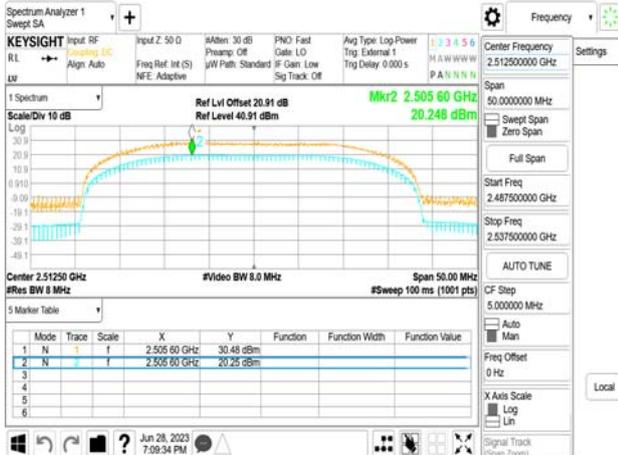 Spectrum Analyzer 1
Swept SA
+
Frequency
KEYSIGHT
RL
Input: RF
Coupling: DC
Align: Auto
Input Z: 50 Ω
Freq Ref: Int (S)
NFE: Adaptive
#Atten: 30 dB
Preamp: Off
µW Path: Standard
PNO: Fast
Gate: LO
IF Gain: Low
Sig Track: Off
Avg Type: Log-Power
Trig: External 1
Trig Delay: 0.000 s
1 2 3 4 5 6
M A W W W W
P A N N N N
Center Frequency
2.512500000 GHz
Settings
1 Spectrum
Scale/Div 10 dB
Ref Lvl Offset 20.91 dB
Ref Level 40.91 dBm
Mkr2 2.505 60 GHz
20.248 dBm
Log
30.9
20.9
10.9
0.910
-9.09
-19.1
-29.1
-39.1
-49.1
2
Center 2.51250 GHz
#Res BW 8 MHz
#Video BW 8.0 MHz
Span 50.00 MHz
#Sweep 100 ms (1001 pts)
Span
50.0000000 MHz
Swept Span
Zero Span
Full Span
Start Freq
2.487500000 GHz
Stop Freq
2.537500000 GHz
AUTO TUNE
CF Step
5.000000 MHz
Auto
Man
Freq Offset
0 Hz
X Axis Scale
Log
Lin
Signal Track
(Span Zoom)
Local
5 Marker Table
Mode Trace Scale X Y Function Function Width Function Value
1 N 1 f 2.505 60 GHz 30.48 dBm
2 N 2 f 2.505 60 GHz 20.25 dBm
3
4
5
6
?
Jun 28, 2023
7:09:34 PM